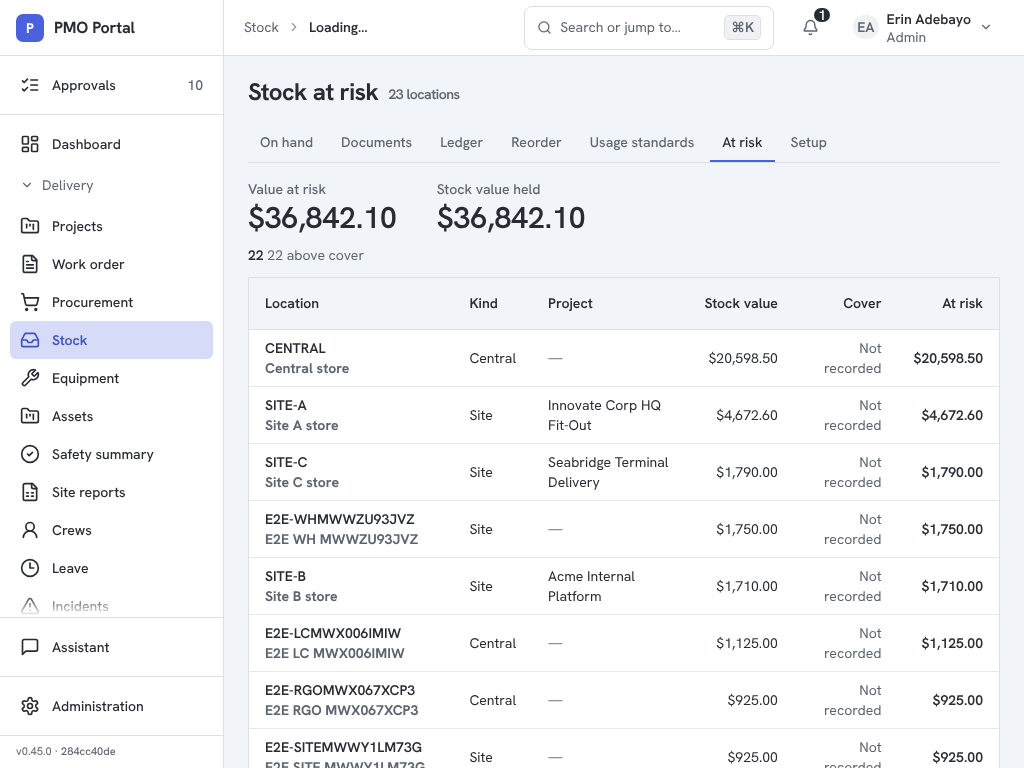 P PMO Portal
Stock > Loading...
Search or jump to... ⌘K
1
EA Erin Adebayo
Admin
Approvals 10
Dashboard
Delivery
Projects
Work order
Procurement
Stock
Equipment
Assets
Safety summary
Site reports
Crews
Leave
Incidents
Assistant
Administration
v0.45.0 · 284cc40de
Stock at risk 23 locations
On hand Documents Ledger Reorder Usage standards At risk Setup
Value at risk Stock value held
$36,842.10 $36,842.10
22 22 above cover
Location Kind Project Stock value Cover At risk
CENTRAL
Central store Central — $20,598.50 Not recorded $20,598.50
SITE-A
Site A store Site Innovate Corp HQ Fit-Out $4,672.60 Not recorded $4,672.60
SITE-C
Site C store Site Seabridge Terminal Delivery $1,790.00 Not recorded $1,790.00
E2E-WHMWWZU93JVZ
E2E WH MWWZU93JVZ Site — $1,750.00 Not recorded $1,750.00
SITE-B
Site B store Site Acme Internal Platform $1,710.00 Not recorded $1,710.00
E2E-LCMWX006IMIW
E2E LC MWX006IMIW Central — $1,125.00 Not recorded $1,125.00
E2E-RGOMWX067XCP3
E2E RGO MWX067XCP3 Central — $925.00 Not recorded $925.00
E2E-SITEMWWY1LM73G
E2E SITE MWWY1LM73G Site — $925.00 Not recorded $925.00